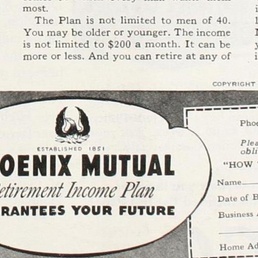 most.
The Plan is not limited to men of 40.
You may be older or younger. The income
is not limited to $200 a month. It can be
more or less. And you can retire at any of
COPYRIGHT
ESTABLISHED 1851
OENIX MUTUAL
etirement Income Plan
ARANTEES YOUR FUTURE
Phoe
Plea
obli
"HOW
Name
Date of B
Business
Home Ad